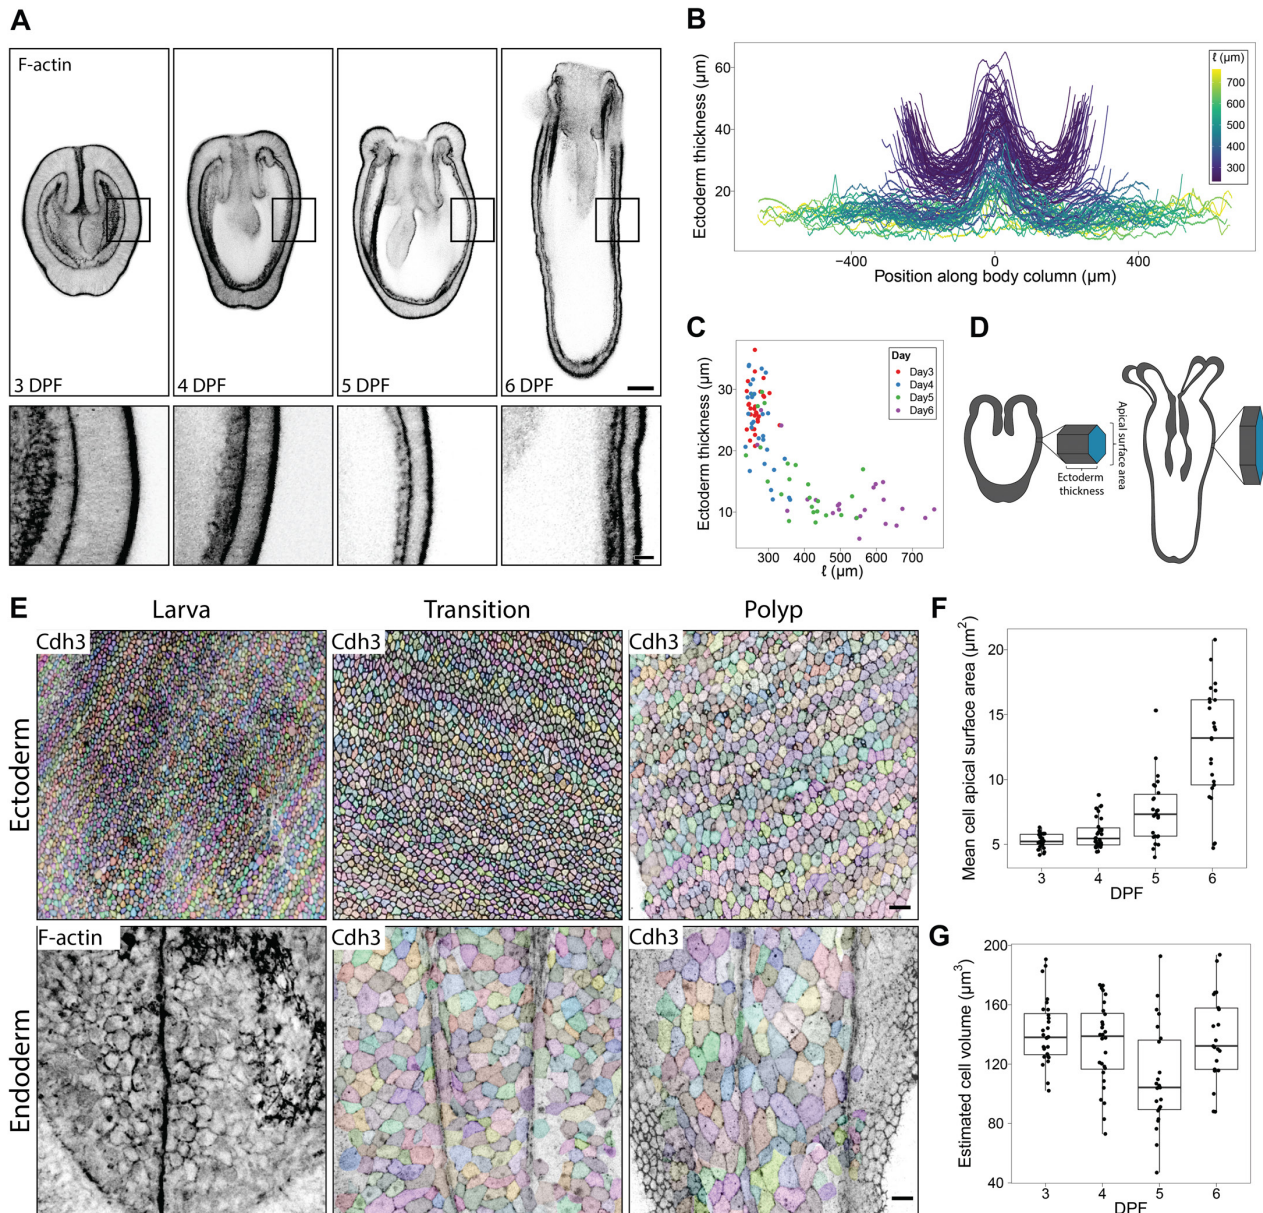 A
F-actin
3 DPF
4 DPF
5 DPF
6 DPF
B
Ectoderm thickness (μm)
60
40
20
−400
0
400
Position along body column (μm)
ℓ (μm)
700
600
500
400
300
C
Ectoderm thickness (μm)
30
20
10
300
400
500
600
700
ℓ (μm)
Day
Day3
Day4
Day5
Day6
D
Apical surface area
Ectoderm
thickness
E
Larva
Transition
Polyp
Ectoderm
Cdh3
Cdh3
Cdh3
Endoderm
F-actin
Cdh3
Cdh3
F
Mean cell apical surface area (μm²)
20
15
10
5
3
4
5
6
DPF
G
Estimated cell volume (μm³)
200
160
120
80
40
3
4
5
6
DPF